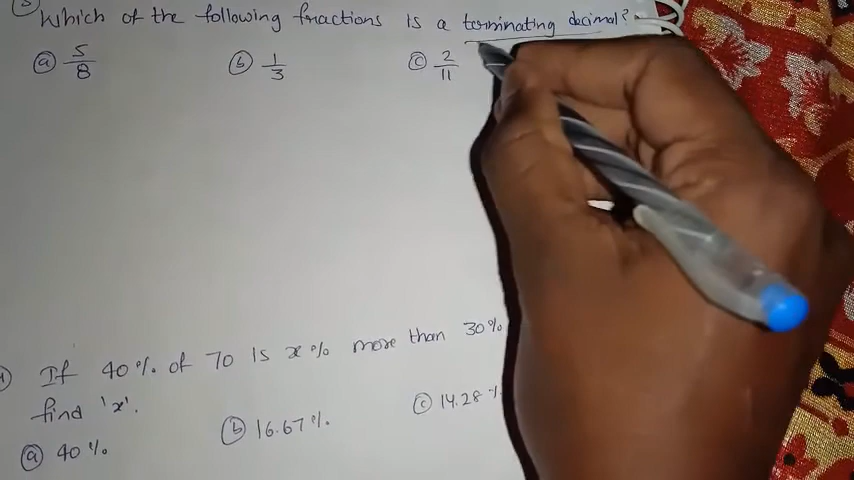 3 Which of the following fractions is a terminating decimal?
(a) 5/8 (b) 1/3 (c) 2/11
If 40% of 70 is x% more than 30%
find 'x'.
(a) 40% (b) 16.67% (c) 14.28%